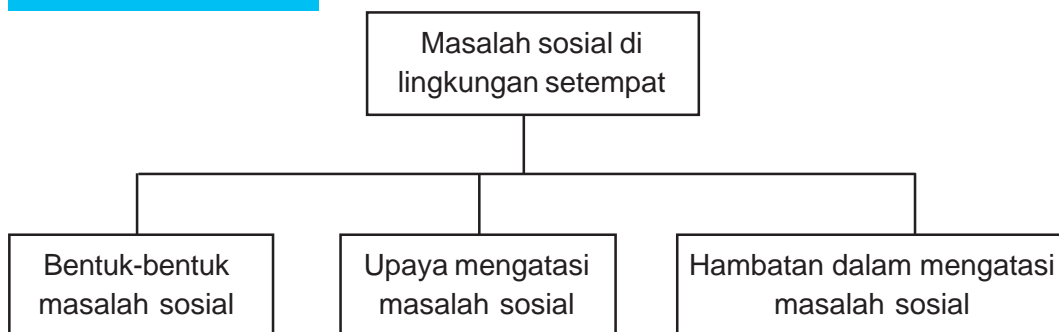 Masalah sosial di
lingkungan setempat
Bentuk-bentuk
masalah sosial
Upaya mengatasi
masalah sosial
Hambatan dalam mengatasi
masalah sosial